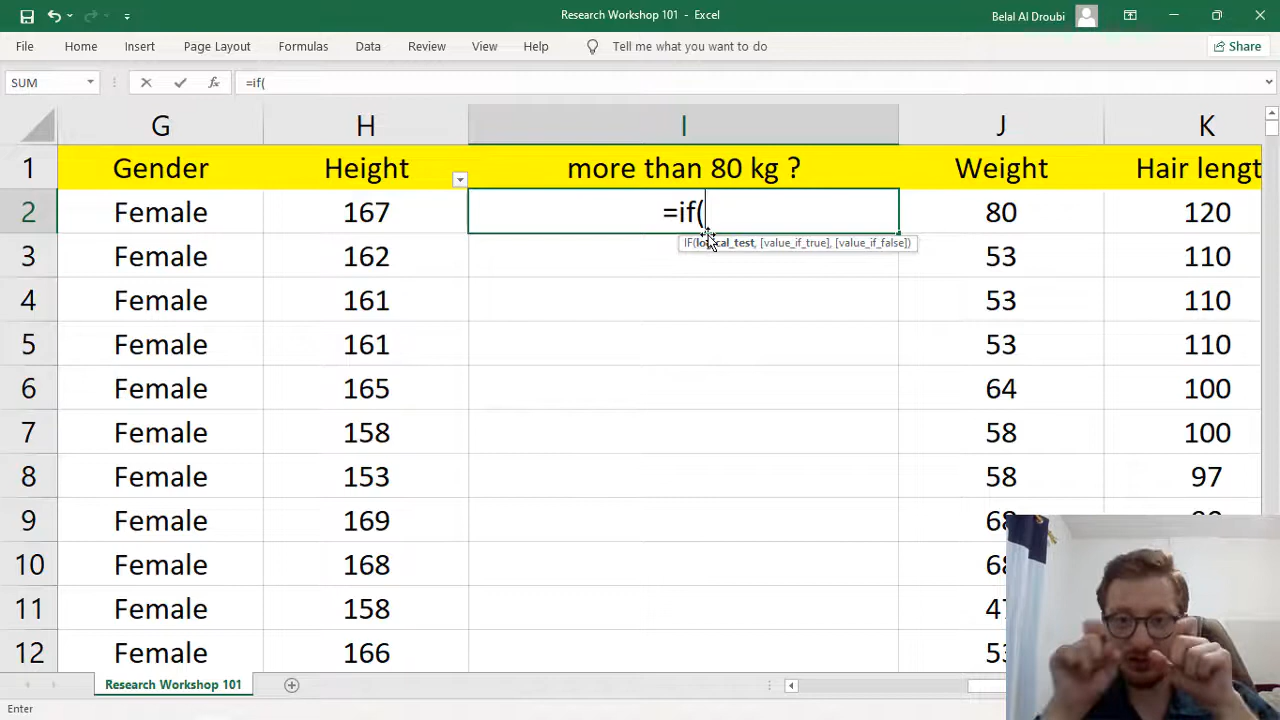 Research Workshop 101 - Excel
Belal Al Droubi
File Home Insert Page Layout Formulas Data Review View Help Tell me what you want to do Share
SUM fx =if(
G H I J K
1 Gender Height more than 80 kg ? Weight Hair lengt
2 Female 167 =if( 80 120
IF(logical_test, [value_if_true], [value_if_false])
3 Female 162 53 110
4 Female 161 53 110
5 Female 161 53 110
6 Female 165 64 100
7 Female 158 58 100
8 Female 153 58 97
9 Female 169 68
10 Female 168 68
11 Female 158 47
12 Female 166 53
Research Workshop 101
Enter